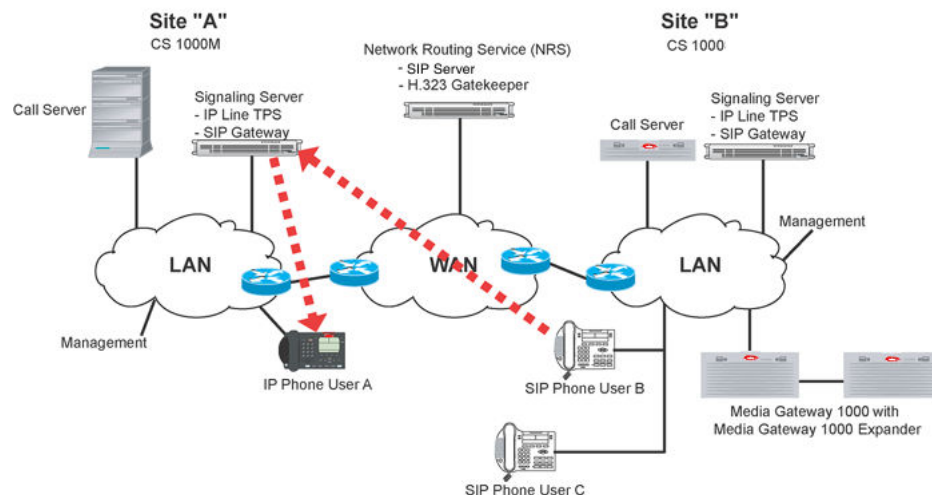 Site "A"
CS 1000M
Site "B"
CS 1000
Network Routing Service (NRS)
- SIP Server
- H.323 Gatekeeper
Call Server
Signaling Server
- IP Line TPS
- SIP Gateway
Call Server
Signaling Server
- IP Line TPS
- SIP Gateway
Management
LAN
WAN
LAN
Management
IP Phone User A
SIP Phone User B
Media Gateway 1000 with
Media Gateway 1000 Expander
SIP Phone User C